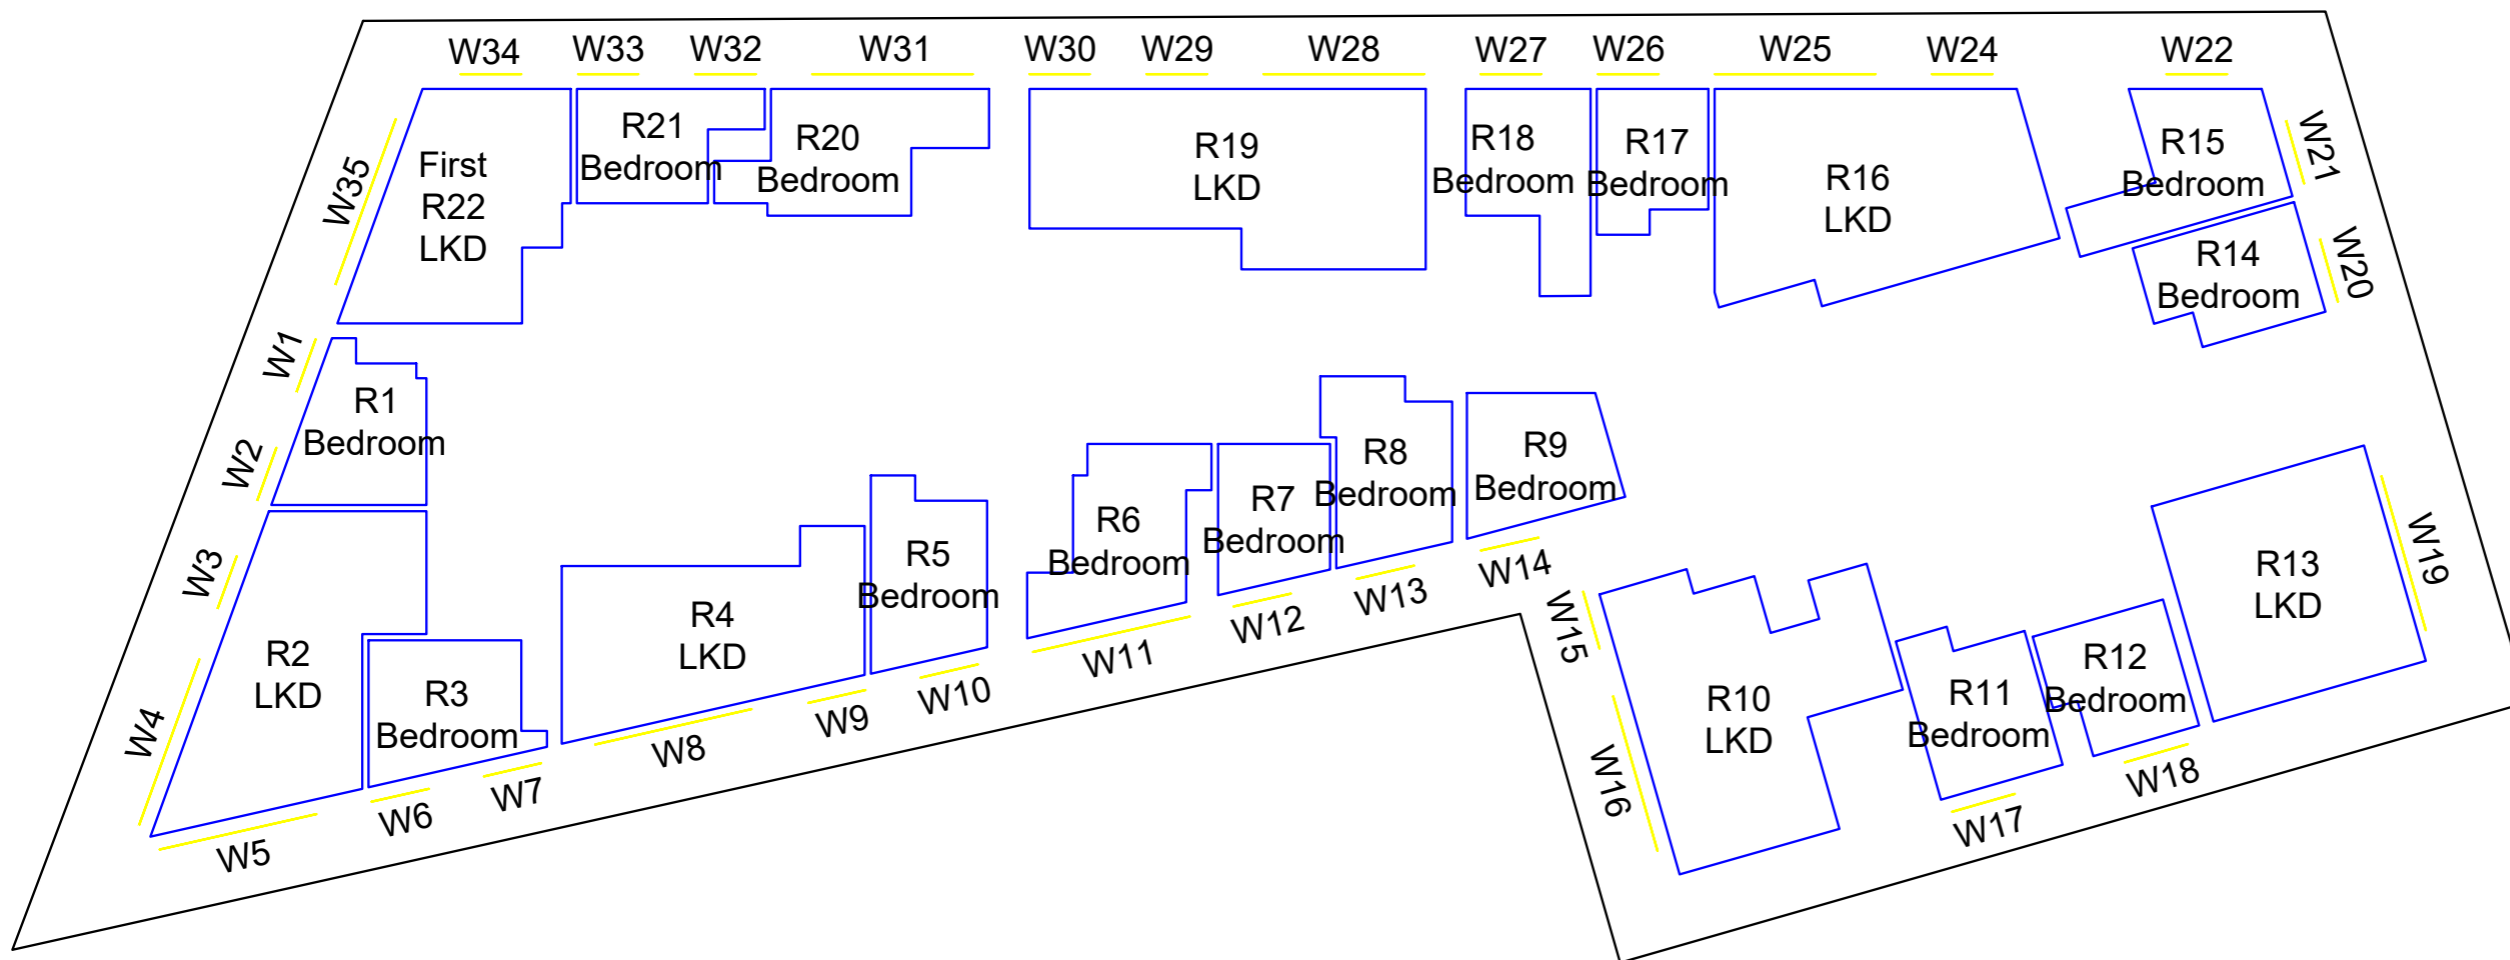 W34 W33 W32 W31 W30 W29 W28 W27 W26 W25 W24 W22
First
R22
LKD
R21
Bedroom
R20
Bedroom
R19
LKD
R18
Bedroom
R17
Bedroom
R16
LKD
R15
Bedroom
W21
W35
R14
Bedroom
W20
W1
R1
Bedroom
W2
R9
Bedroom
R8
Bedroom
R7
Bedroom
R6
Bedroom
R5
Bedroom
W3
R4
LKD
R2
LKD
R3
Bedroom
W4
W5
W6
W7
W8
W9
W10
W11
W12
W13
W14
W15
W16
R10
LKD
R11
Bedroom
R12
Bedroom
R13
LKD
W19
W17
W18